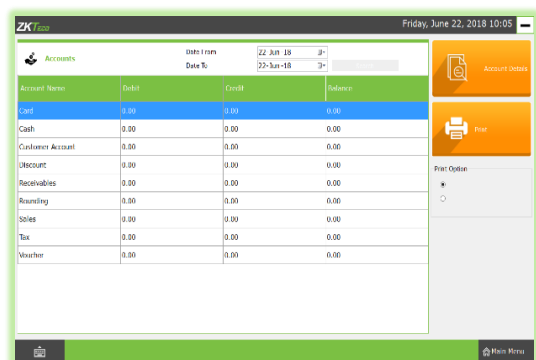 ZKTeco
Friday, June 22, 2018 10:05
Accounts
Date From 22-Jun-18
Date To 22-Jun-18
Account Name Debit Credit Balance
Card 0.00 0.00 0.00
Cash 0.00 0.00 0.00
Customer Account 0.00 0.00 0.00
Discount 0.00 0.00 0.00
Receivables 0.00 0.00 0.00
Rounding 0.00 0.00 0.00
Sales 0.00 0.00 0.00
Tax 0.00 0.00 0.00
Voucher 0.00 0.00 0.00
Account Details
Print
Print Option
Main Menu